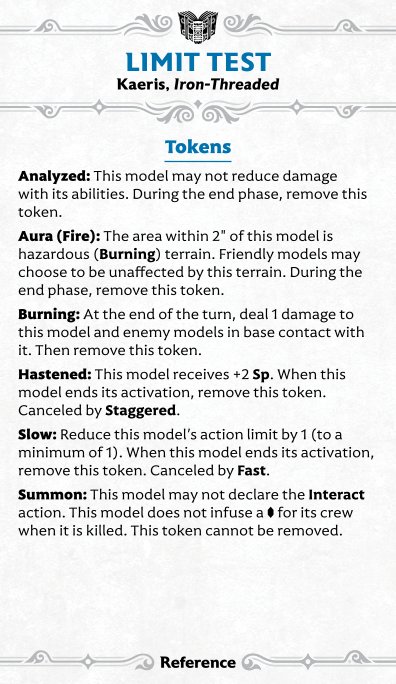 LIMIT TEST
Kaeris, Iron-Threaded
Tokens
Analyzed: This model may not reduce damage
with its abilities. During the end phase, remove this
token.
Aura (Fire): The area within 2" of this model is
hazardous (Burning) terrain. Friendly models may
choose to be unaffected by this terrain. During the
end phase, remove this token.
Burning: At the end of the turn, deal 1 damage to
this model and enemy models in base contact with
it. Then remove this token.
Hastened: This model receives +2 Sp. When this
model ends its activation, remove this token.
Canceled by Staggered.
Slow: Reduce this model's action limit by 1 (to a
minimum of 1). When this model ends its activation,
remove this token. Canceled by Fast.
Summon: This model may not declare the Interact
action. This model does not infuse a for its crew
when it is killed. This token cannot be removed.
Reference